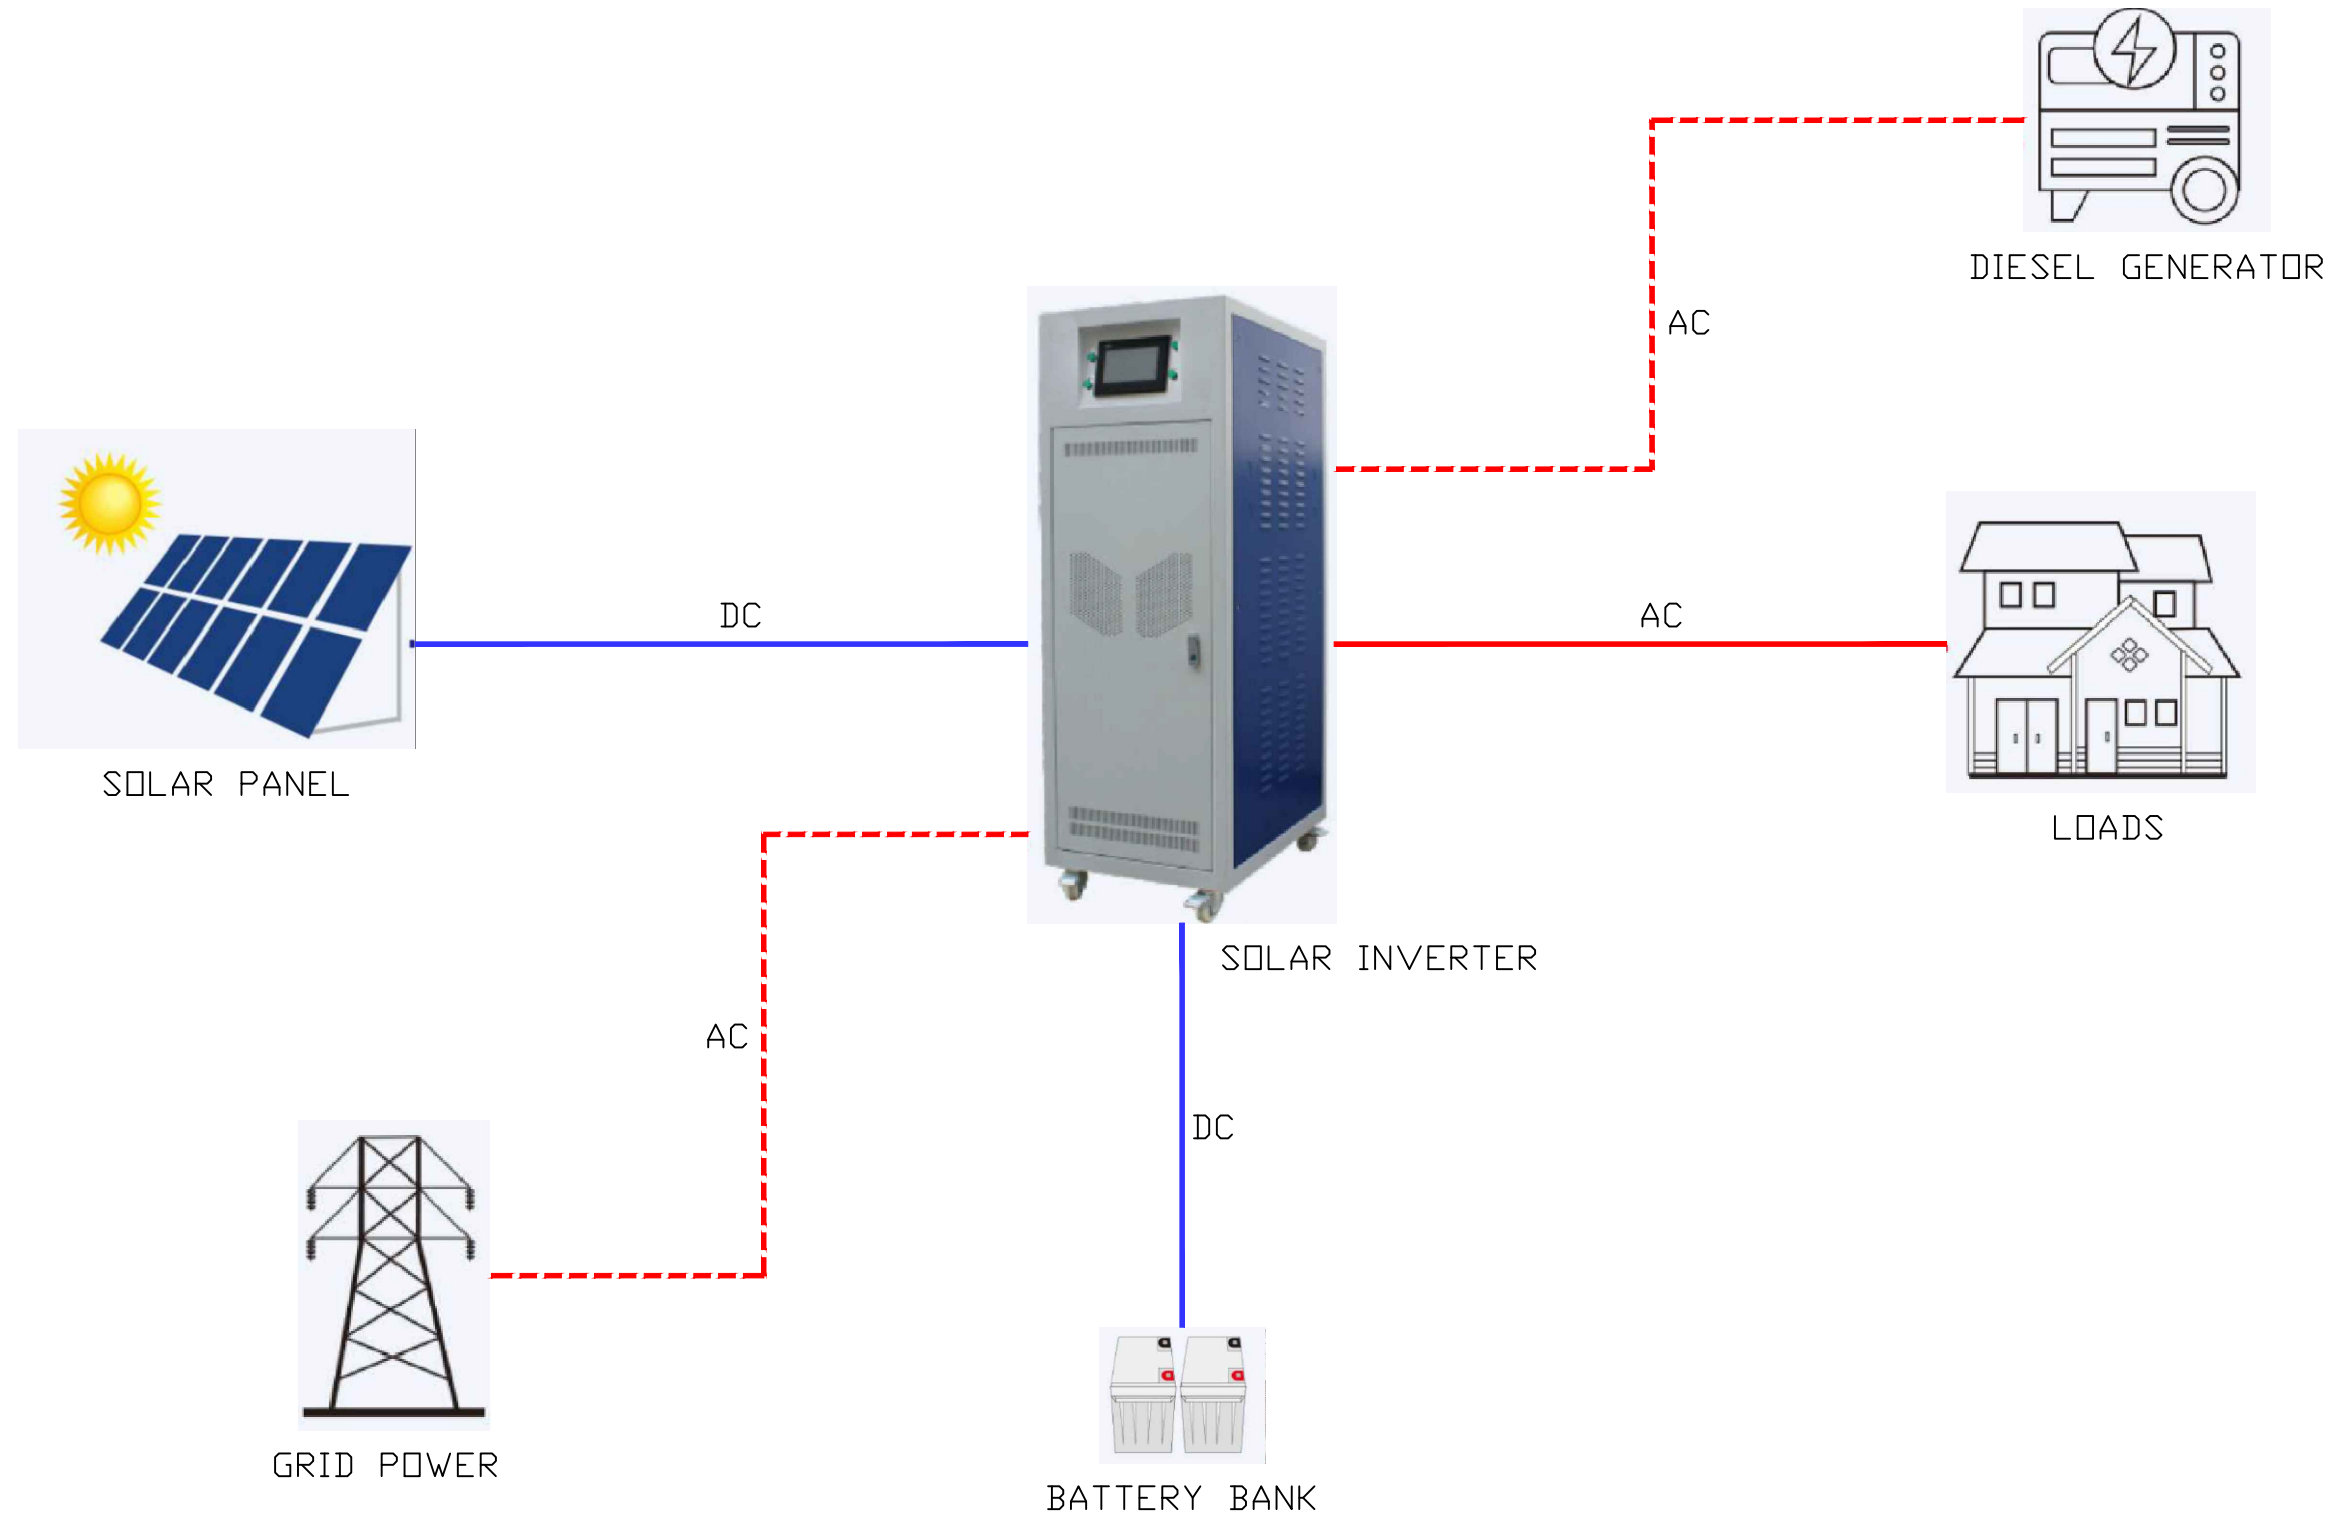 DIESEL GENERATOR
AC
DC
AC
SOLAR PANEL
LOADS
SOLAR INVERTER
AC
DC
GRID POWER
BATTERY BANK